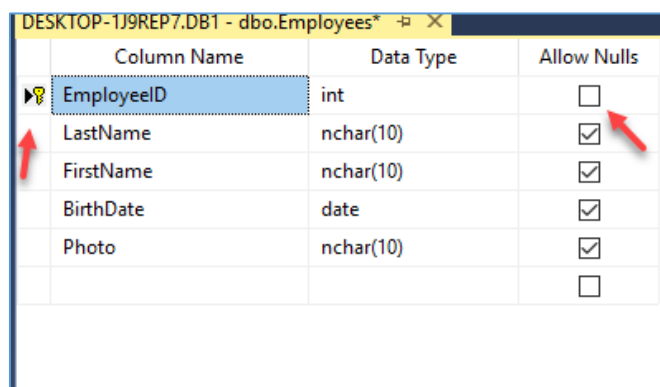 DESKTOP-1J9REP7.DB1 - dbo.Employees*
Column Name Data Type Allow Nulls
EmployeeID int
LastName nchar(10)
FirstName nchar(10)
BirthDate date
Photo nchar(10)